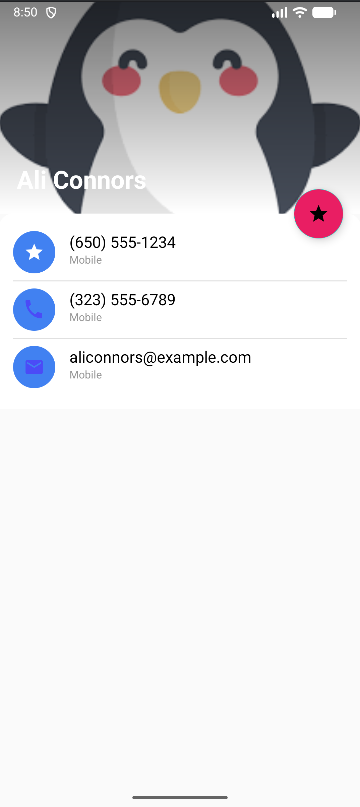 8:50
Ali Connors
(650) 555-1234
Mobile
(323) 555-6789
Mobile
aliconnors@example.com
Mobile